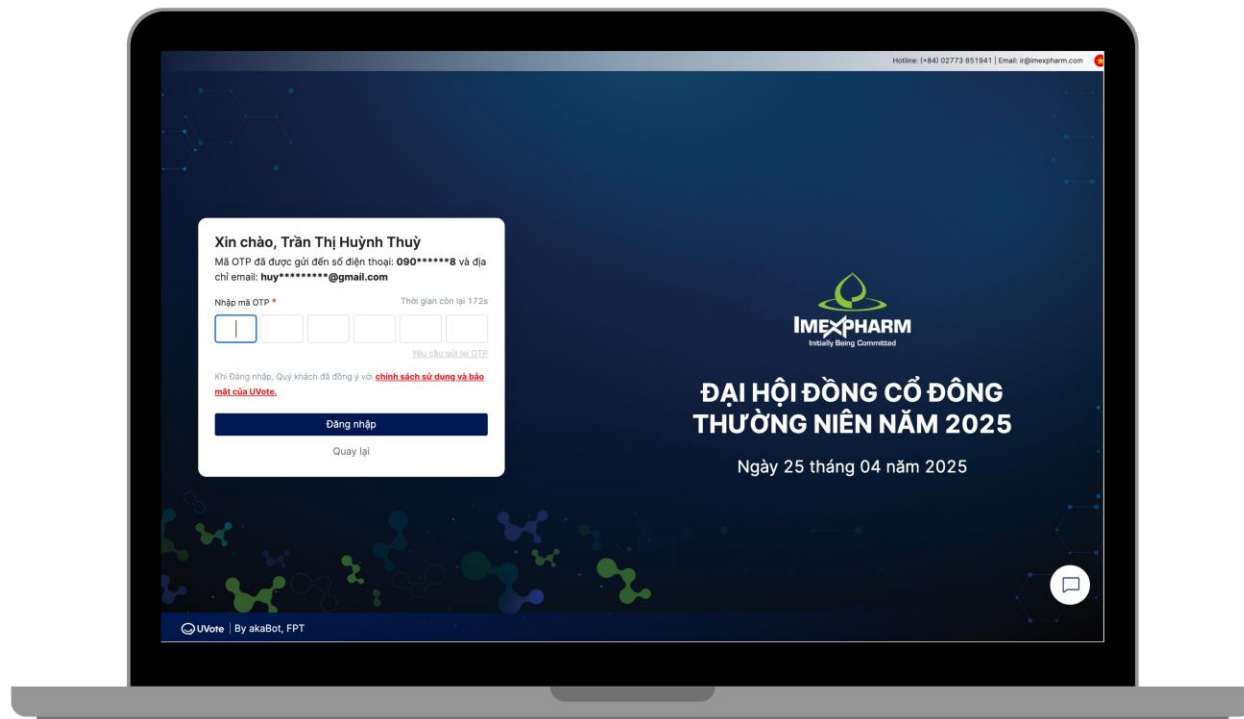 Hotline: (+84) 02773 851941 | Email: ir@imexpharm.com
Xin chào, Trần Thị Huỳnh Thuỳ
Mã OTP đã được gửi đến số điện thoại: 090******8 và địa
chỉ email: huy*********@gmail.com
Nhập mã OTP * Thời gian còn lại 172s
Yêu cầu gửi lại OTP
Khi Đăng nhập, Quý khách đã đồng ý với chính sách sử dụng và bảo
mật của UVote.
Đăng nhập
Quay lại
IMEXPHARM
Initially Being Committed
ĐẠI HỘI ĐỒNG CỔ ĐÔNG
THƯỜNG NIÊN NĂM 2025
Ngày 25 tháng 04 năm 2025
UVote | By akaBot, FPT